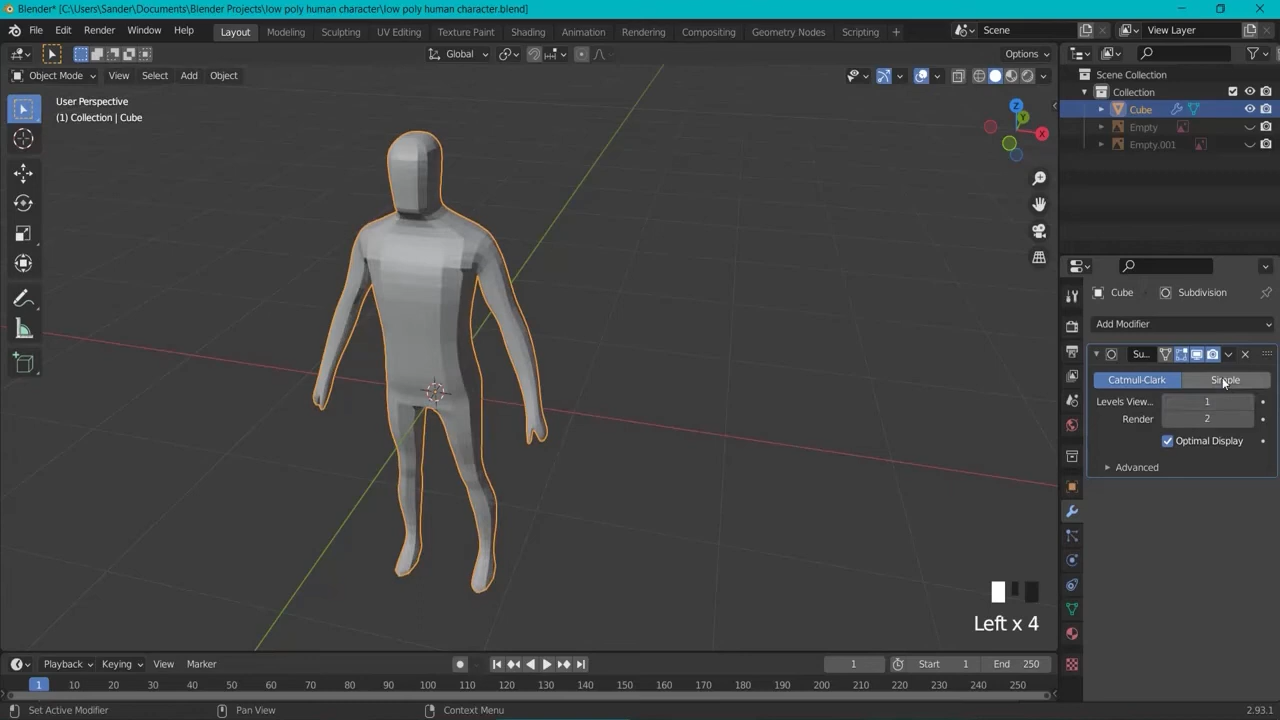 Blender* [C:\Users\Sander\Documents\Blender Projects\low poly human character\low poly human character.blend]
File Edit Render Window Help Layout Modeling Sculpting UV Editing Texture Paint Shading Animation Rendering Compositing Geometry Nodes Scripting + Scene View Layer
Global Options
Object Mode View Select Add Object
User Perspective
(1) Collection | Cube
Z
Y
X
Scene Collection
Collection
Cube
Empty
Empty.001
Cube Subdivision
Add Modifier
Su...
Catmull-Clark Simple
Levels View... 1
Render 2
Optimal Display
Advanced
Left x 4
Playback Keying View Marker 1 Start 1 End 250
1 10 20 30 40 50 60 70 80 90 100 110 120 130 140 150 160 170 180 190 200 210 220 230 240 250
Set Active Modifier Pan View Context Menu 2.93.1